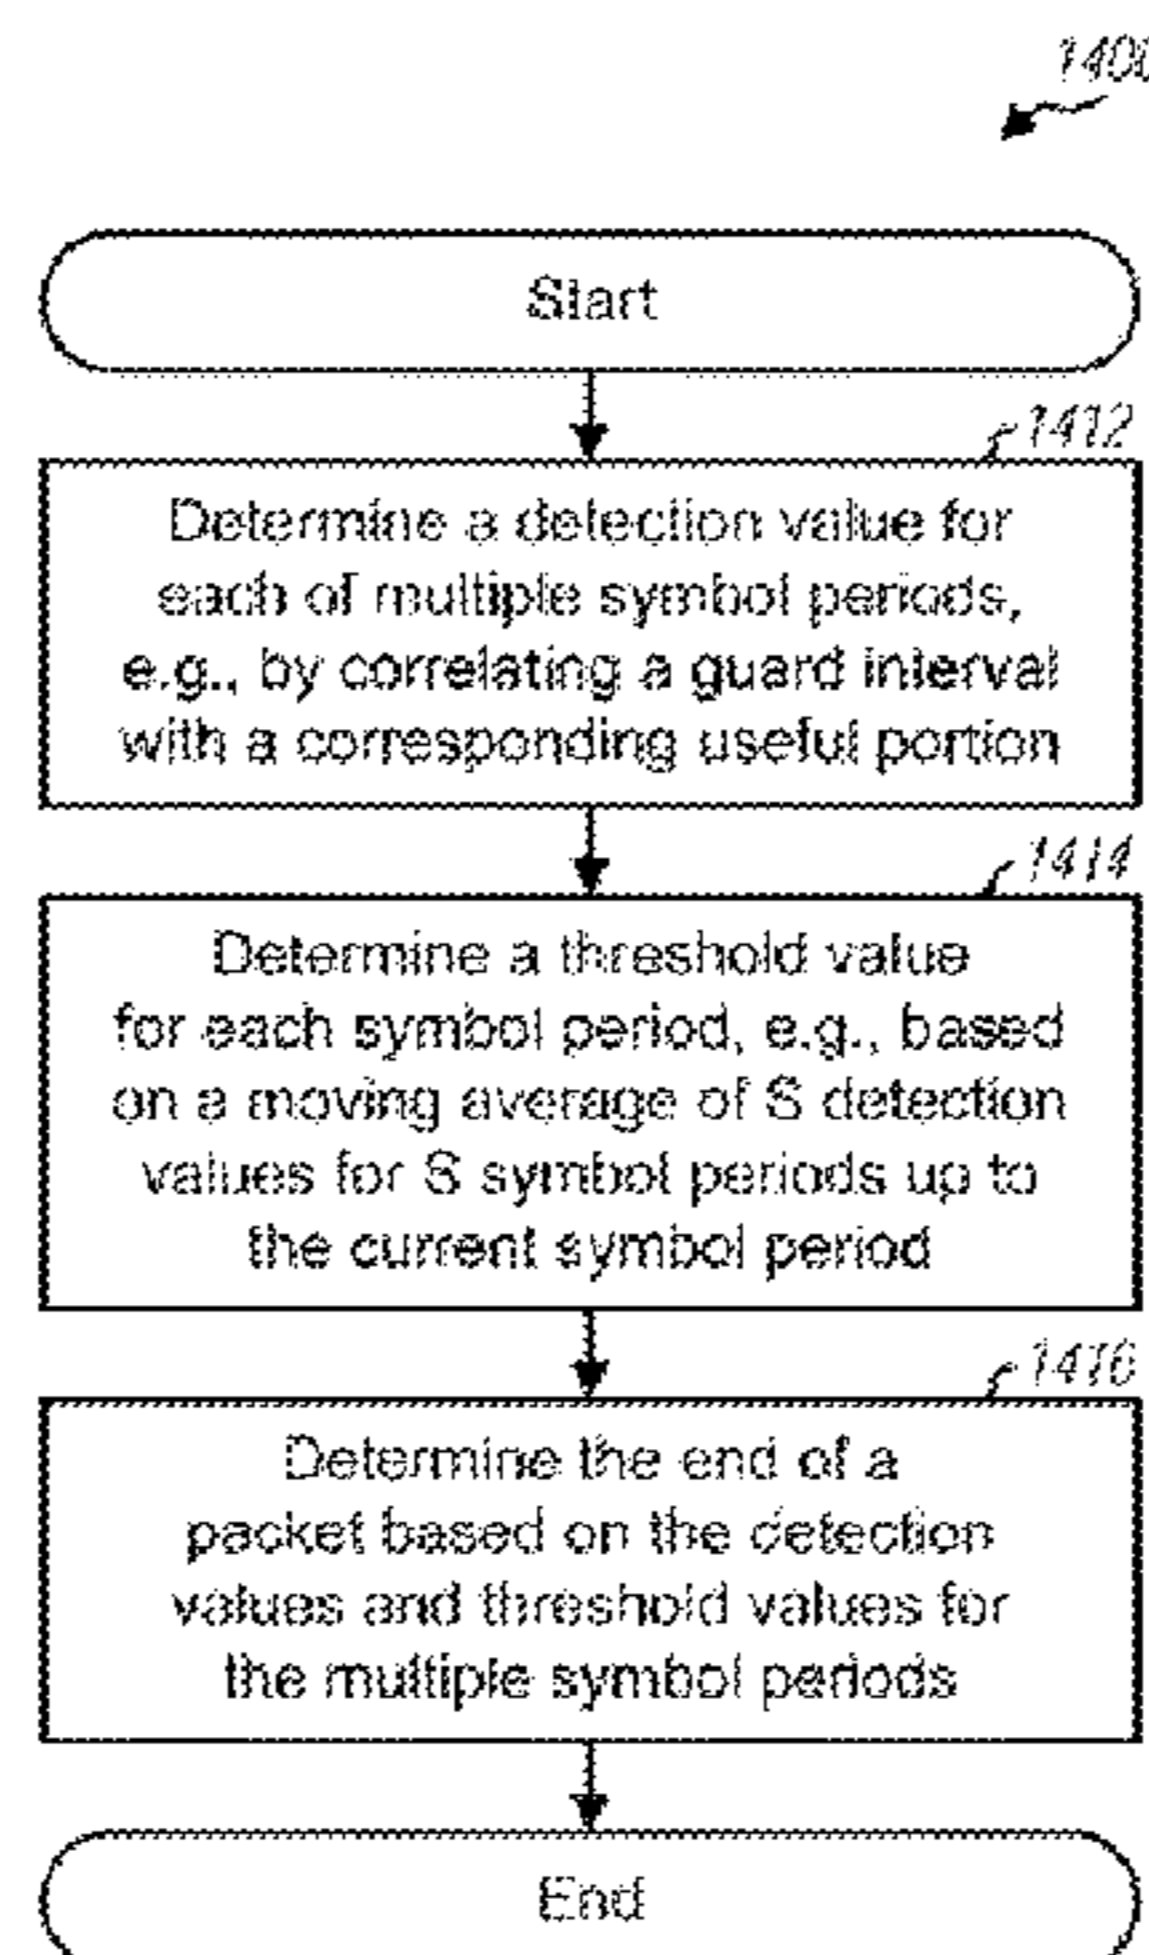 1400
Start
1412
Determine a detection value for
each of multiple symbol periods,
e.g., by correlating a guard interval
with a corresponding useful portion
1414
Determine a threshold value
for each symbol period, e.g., based
on a moving average of S detection
values for S symbol periods up to
the current symbol period
1416
Determine the end of a
packet based on the detection
values and threshold values for
the multiple symbol periods
End